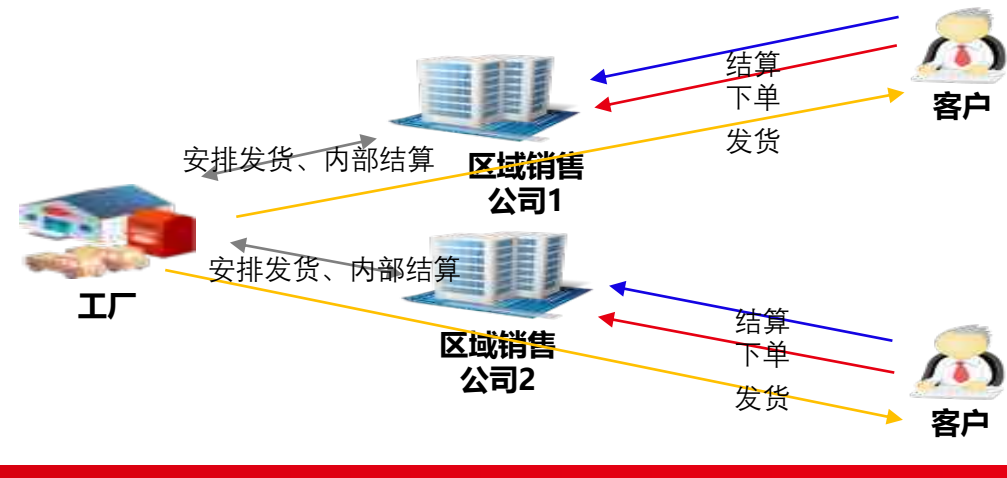 结算
下单
客户
发货
安排发货、内部结算
区域销售
公司1
安排发货、内部结算
工厂
区域销售
公司2
结算
下单
发货
客户